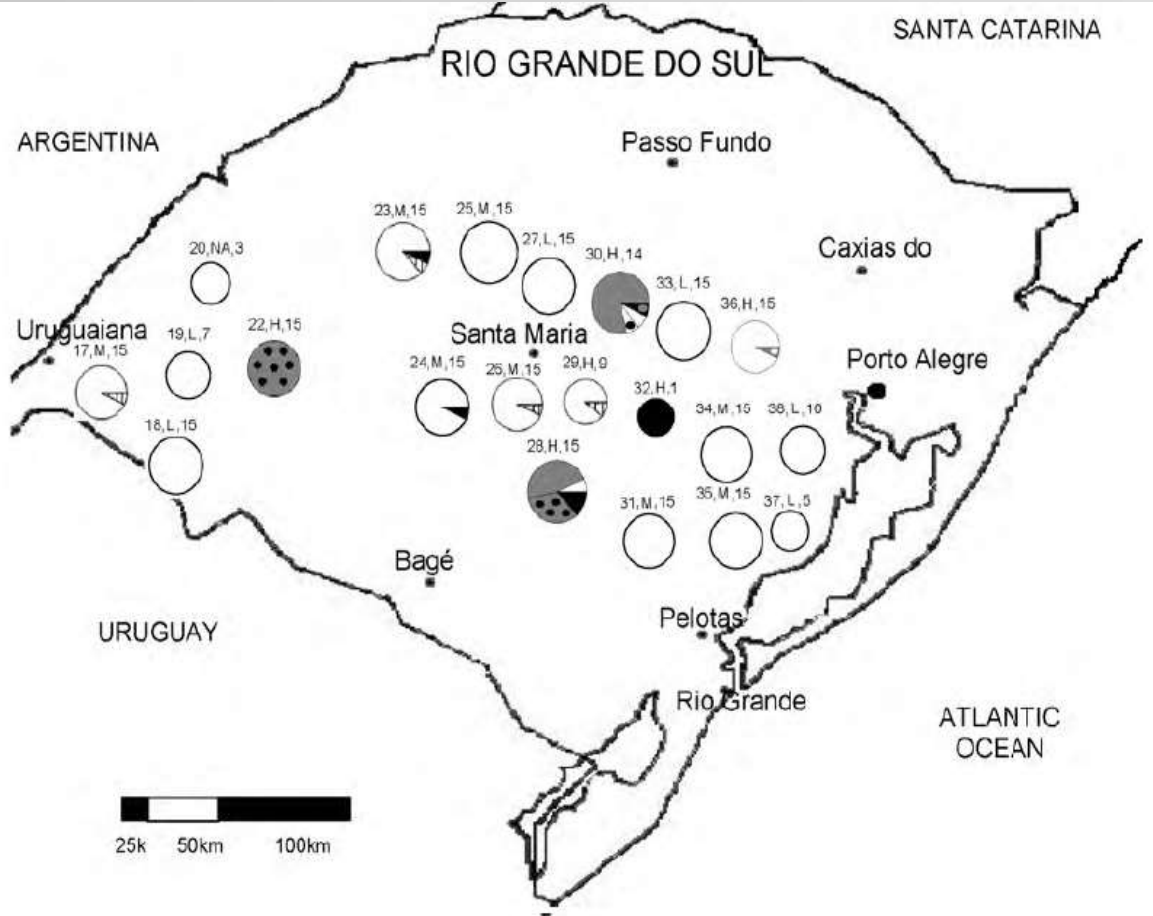 SANTA CATARINA
RIO GRANDE DO SUL
ARGENTINA
Passo Fundo
23,M,15
25,M,15
27,L,15
20,NA,3
30,H,14
Caxias do
33,L,15
36,H,15
Uruguaiana
19,L,7
22,H,15
Santa Maria
17,M,15
24,M,15
26,M,15
29,H,9
32,H,1
Porto Alegre
34,M,15
38,L,10
18,L,15
28,H,15
31,M,15
35,M,15
37,L,5
Bagé
Pelotas
URUGUAY
Rio Grande
ATLANTIC
OCEAN
25k 50km 100km